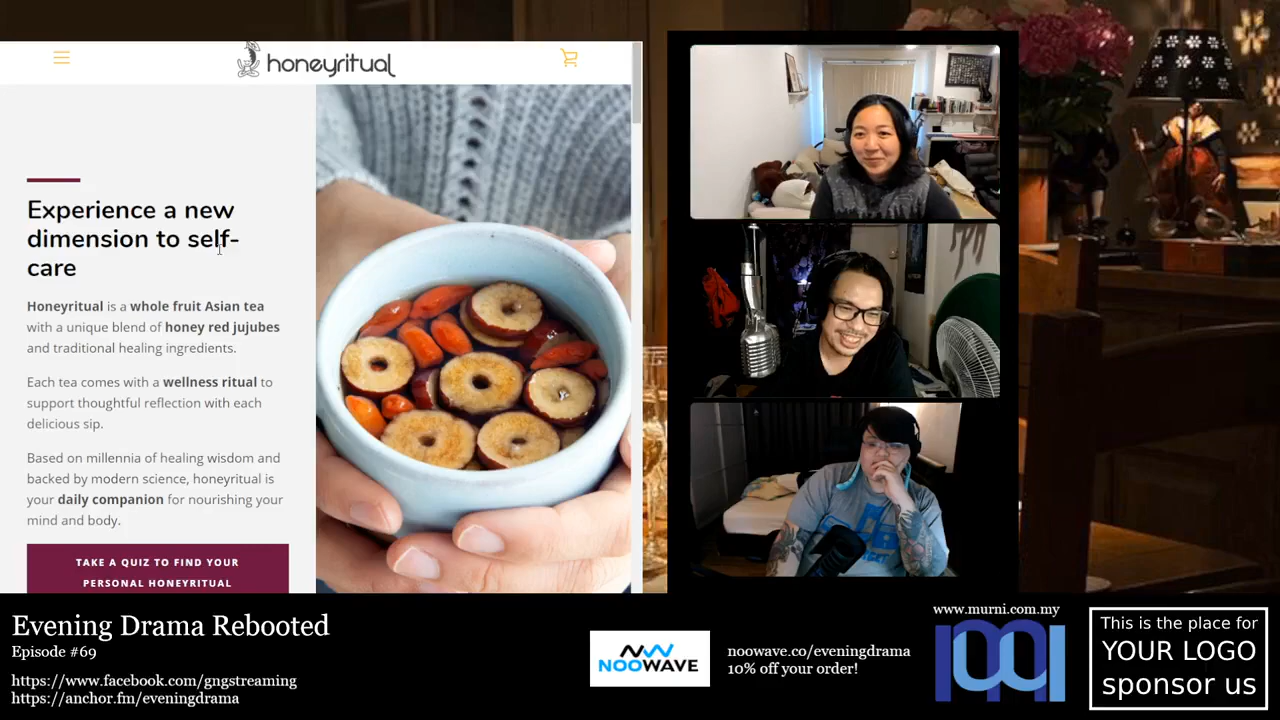 honeyritual
Experience a new
dimension to self-
care
Honeyritual is a whole fruit Asian tea
with a unique blend of honey red jujubes
and traditional healing ingredients.
Each tea comes with a wellness ritual to
support thoughtful reflection with each
delicious sip.
Based on millennia of healing wisdom and
backed by modern science, honeyritual is
your daily companion for nourishing your
mind and body.
TAKE A QUIZ TO FIND YOUR
PERSONAL HONEYRITUAL
Evening Drama Rebooted
Episode #69
https://www.facebook.com/gngstreaming
https://anchor.fm/eveningdrama
NOOWAVE
noowave.co/eveningdrama
10% off your order!
www.murni.com.my
This is the place for
YOUR LOGO
sponsor us